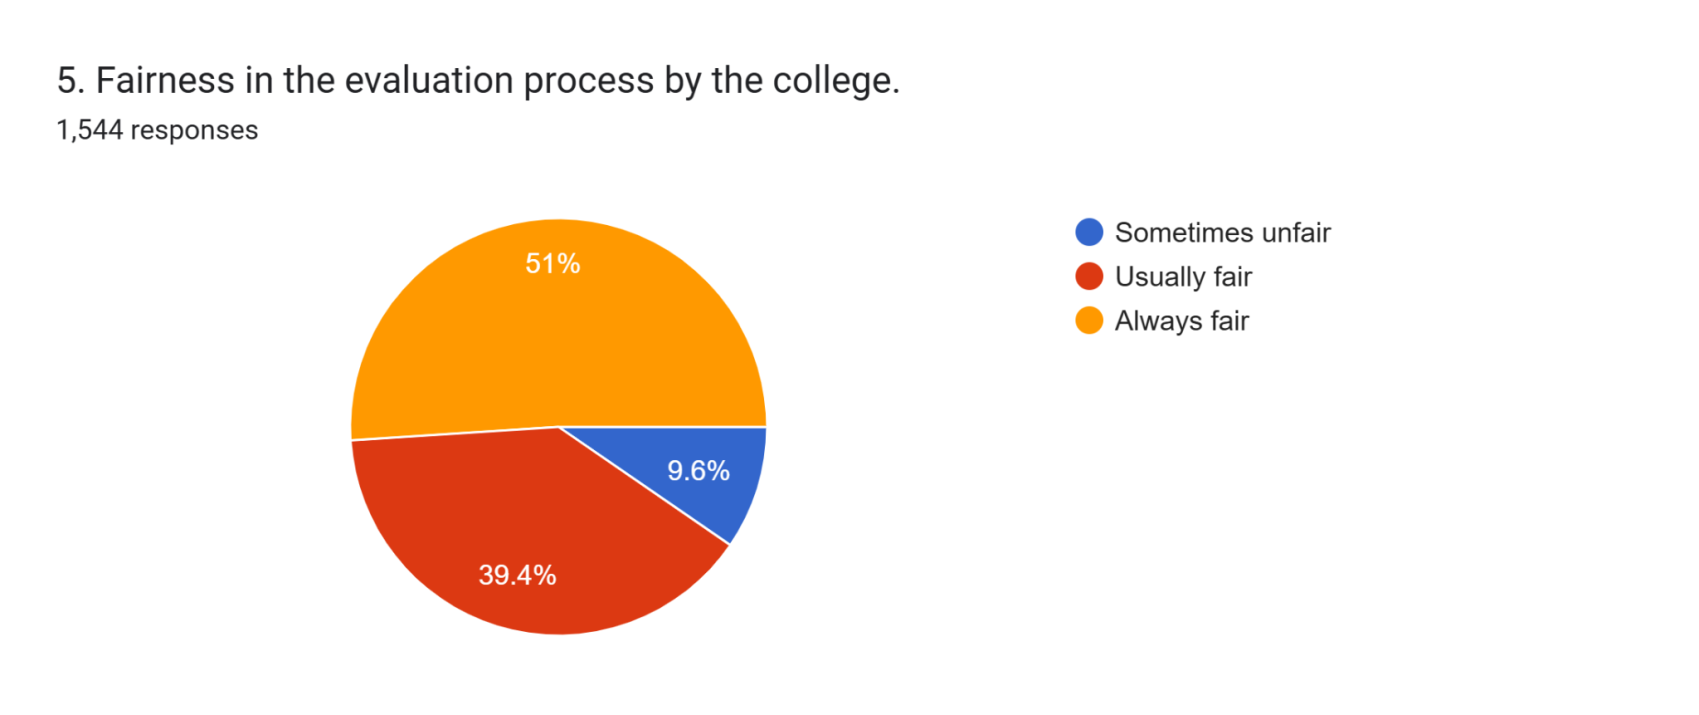 5. Fairness in the evaluation process by the college.
1,544 responses
51%
9.6%
39.4%
Sometimes unfair
Usually fair
Always fair